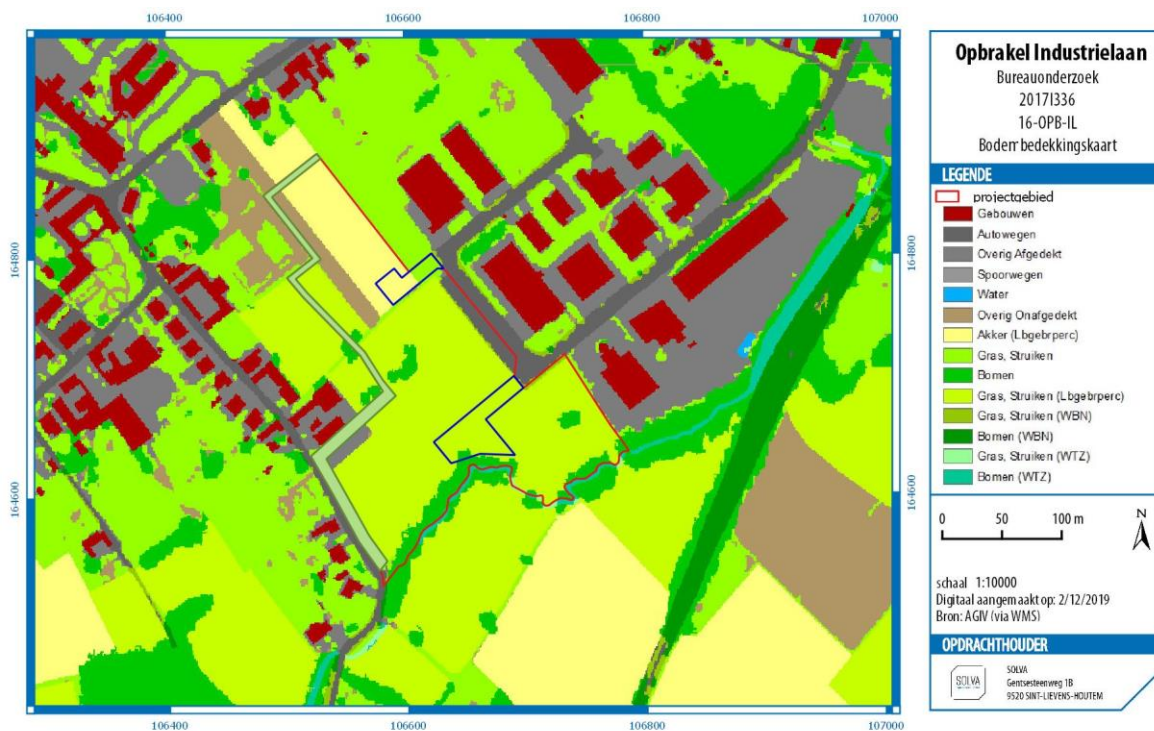 106400 106600 106800 107000
164800 164800
164600 164600
106400 106600 106800 107000
Opbrakel Industrielaan
Bureauonderzoek
2017I336
16-OPB-IL
Bodembedekkingskaart
LEGENDE
projectgebied
Gebouwen
Autowegen
Overig Afgedekt
Spoorwegen
Water
Overig Onafgedekt
Akker (Lbgebrperc)
Gras, Struiken
Bomen
Gras, Struiken (Lbgebrperc)
Gras, Struiken (WBN)
Bomen (WBN)
Gras, Struiken (WTZ)
Bomen (WTZ)
0 50 100 m
N
schaal 1:10000
Digitaal aangemaakt op: 2/12/2019
Bron: AGIV (via WMS)
OPDRACHTHOUDER
SOLVA
SOLVA
Gentsesteenweg 1B
9520 SINT-LIEVENS-HOUTEM